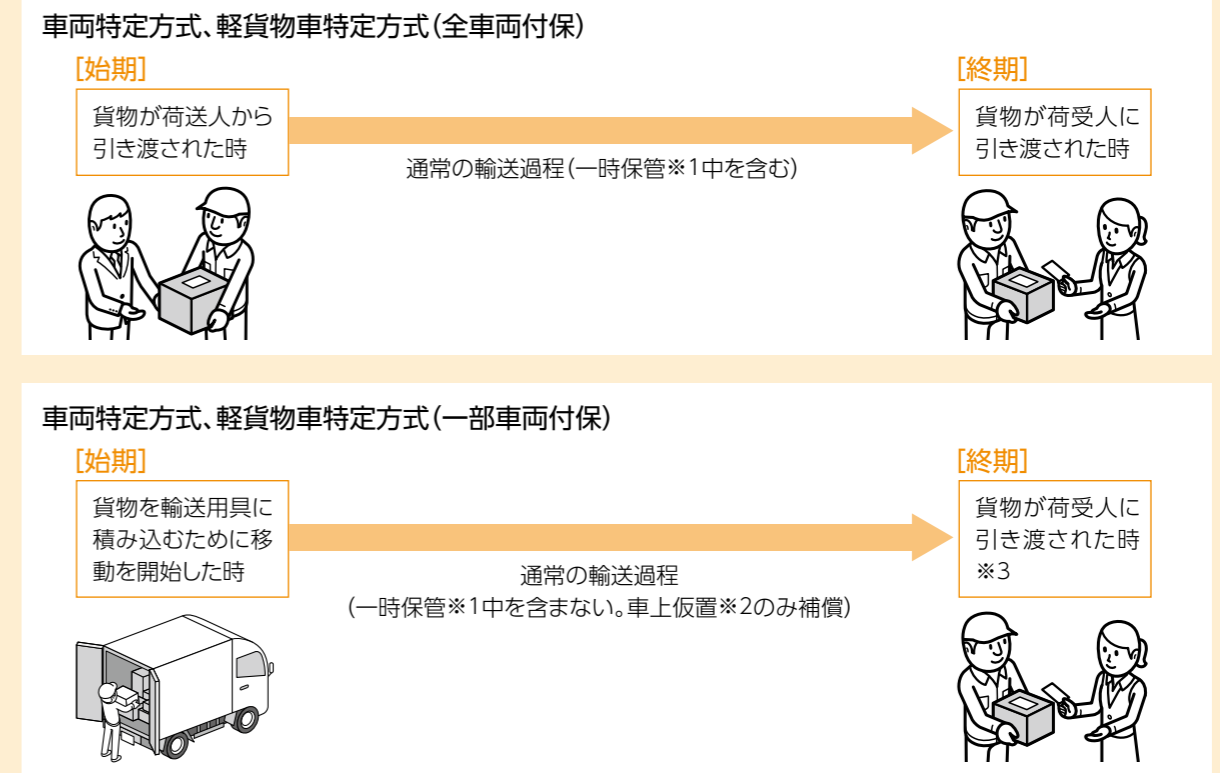 車両特定方式、軽貨物車特定方式(全車両付保)
[始期]
貨物が荷送人から
引き渡された時
通常の輸送過程(一時保管※1中を含む)
[終期]
貨物が荷受人に
引き渡された時
車両特定方式、軽貨物車特定方式(一部車両付保)
[始期]
貨物を輸送用具に
積み込むために移
動を開始した時
通常の輸送過程
(一時保管※1中を含まない。車上仮置※2のみ補償)
[終期]
貨物が荷受人に
引き渡された時
※3